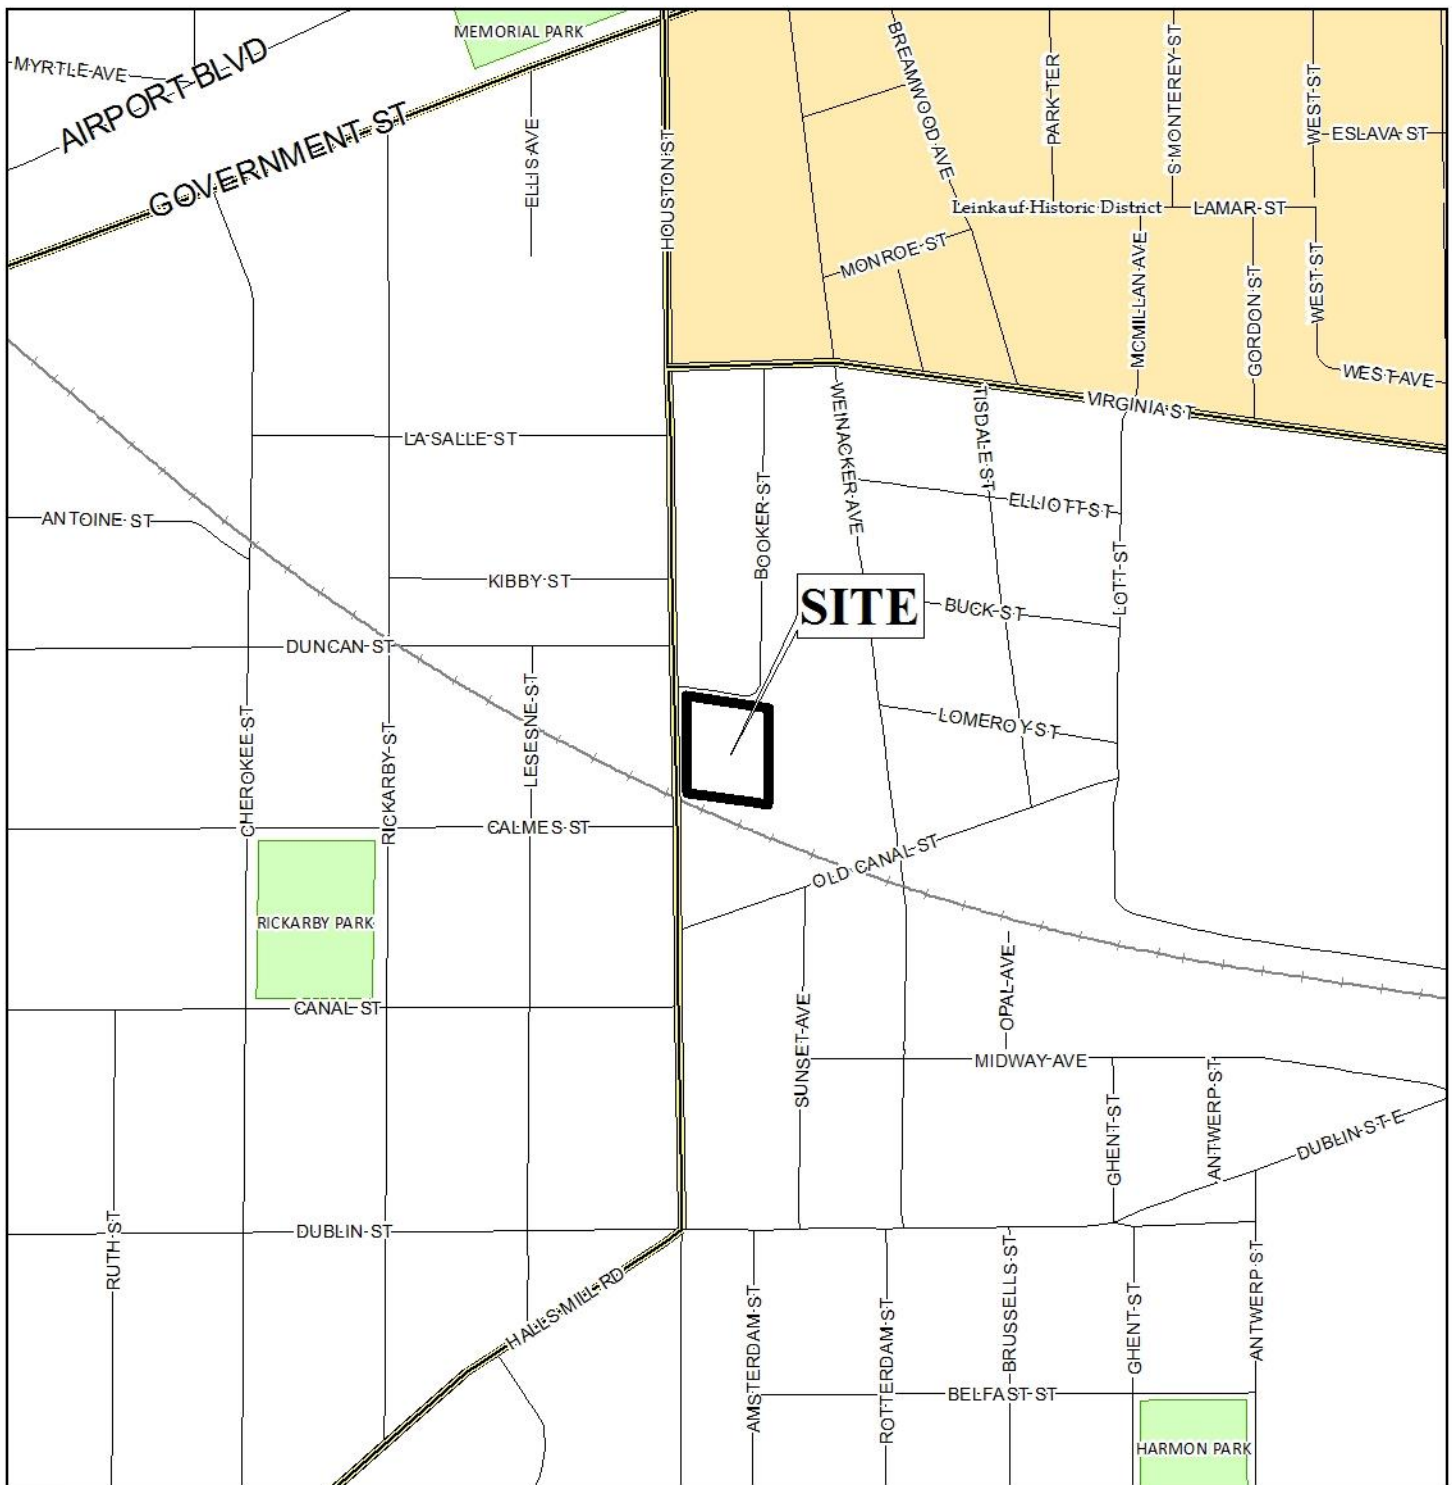 MEMORIAL PARK
MYRTLE AVE
AIRPORT BLVD
GOVERNMENT ST
ELLIS AVE
HOUSTON ST
BREAMWOOD AVE
PARK TER
S MONTEREY ST
WEST ST
ESLAVA ST
Leinkauf Historic District
LAMAR ST
MONROE ST
MCMILLAN AVE
GORDON ST
WEST ST
WEST AVE
VIRGINIA ST
LA SALLE ST
WEINACKER AVE
TISDALE ST
ELLIOTT ST
ANTOINE ST
BOOKER ST
LOTT ST
KIBBY ST
SITE
BUCK ST
DUNCAN ST
LESESNE ST
CHEROKEE ST
RICKARBY ST
LOMEROY ST
CALMES ST
OLD CANAL ST
RICKARBY PARK
CANAL ST
SUNSET AVE
OPAL AVE
MIDWAY AVE
GHENT ST
ANTWERP ST
DUBLIN ST E
RUTH ST
DUBLIN ST
HALLS MILL RD
AMSTERDAM ST
ROTTERDAM ST
BRUSSELLS ST
GHENT ST
ANTWERP ST
BELFAST ST
HARMON PARK